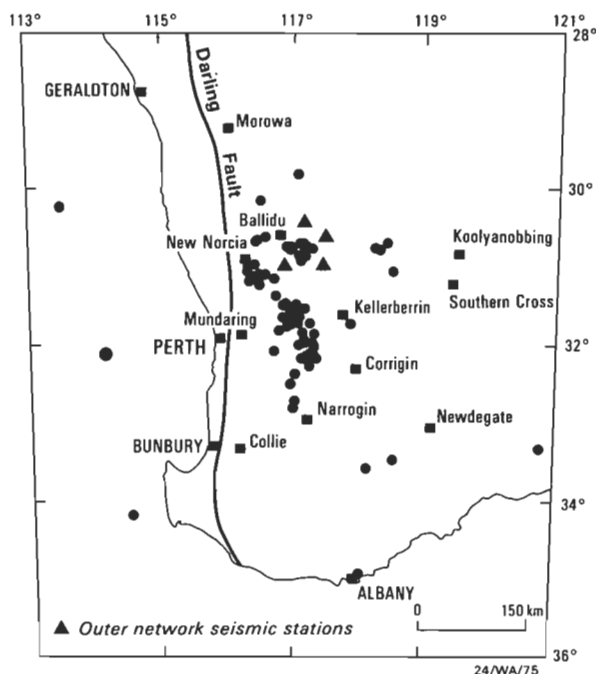 113°
115°
117°
119°
121°
28°
Darling
GERALDTON
Morowa
Fault
30°
Ballidu
New Norcia
Koolyanobbing
Southern Cross
Kellerberrin
Mundaring
PERTH
32°
Corrigin
Narrogin
Newdegate
BUNBURY
Collie
34°
ALBANY
0 150 km
Outer network seismic stations
36°
24/WA/75